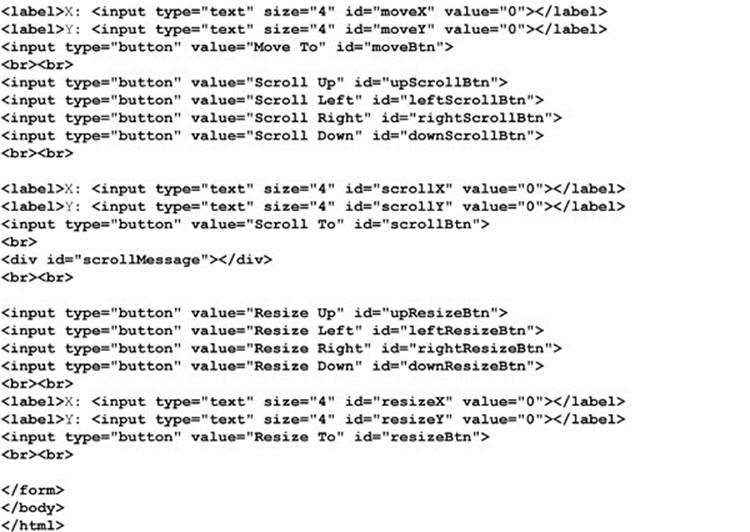 <label>X: <input type="text" size="4" id="moveX" value="0"></label>
<label>Y: <input type="text" size="4" id="moveY" value="0"></label>
<input type="button" value="Move To" id="moveBtn">
<br><br>
<input type="button" value="Scroll Up" id="upScrollBtn">
<input type="button" value="Scroll Left" id="leftScrollBtn">
<input type="button" value="Scroll Right" id="rightScrollBtn">
<input type="button" value="Scroll Down" id="downScrollBtn">
<br><br>
<label>X: <input type="text" size="4" id="scrollX" value="0"></label>
<label>Y: <input type="text" size="4" id="scrollY" value="0"></label>
<input type="button" value="Scroll To" id="scrollBtn">
<br>
<div id="scrollMessage"></div>
<br><br>
<input type="button" value="Resize Up" id="upResizeBtn">
<input type="button" value="Resize Left" id="leftResizeBtn">
<input type="button" value="Resize Right" id="rightResizeBtn">
<input type="button" value="Resize Down" id="downResizeBtn">
<br><br>
<label>X: <input type="text" size="4" id="resizeX" value="0"></label>
<label>Y: <input type="text" size="4" id="resizeY" value="0"></label>
<input type="button" value="Resize To" id="resizeBtn">
<br><br>
</form>
</body>
</html>